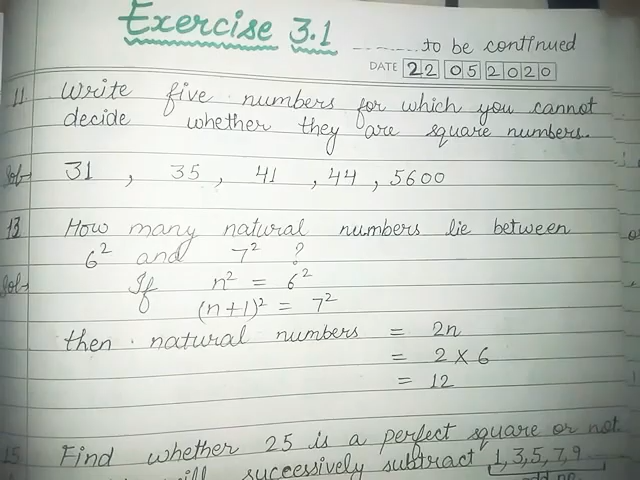 Exercise 3.1
to be continued
DATE 22 05 2020
11 Write five numbers for which you cannot
decide whether they are square numbers.
Sol→ 31 , 35 , 41 , 44 , 5600
13 How many natural numbers lie between
6² and 7² ?
Sol→ If n² = 6²
(n+1)² = 7²
then natural numbers = 2n
= 2 × 6
= 12
15 Find whether 25 is a perfect square or not.
will successively subtract 1,3,5,7,9
odd no.